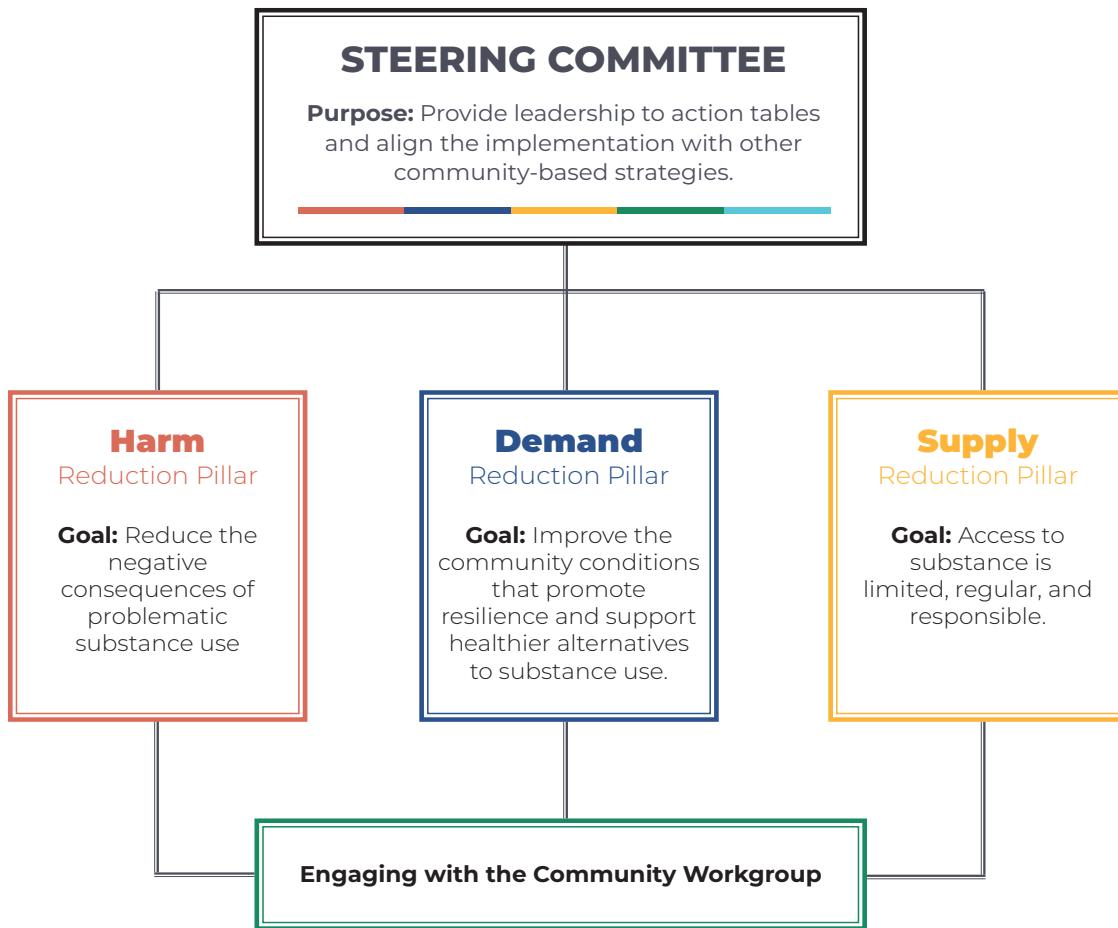 STEERING COMMITTEE
Purpose: Provide leadership to action tables
and align the implementation with other
community-based strategies.
Harm
Reduction Pillar
Goal: Reduce the
negative
consequences of
problematic
substance use
Demand
Reduction Pillar
Goal: Improve the
community conditions
that promote
resilience and support
healthier alternatives
to substance use.
Supply
Reduction Pillar
Goal: Access to
substance is
limited, regular, and
responsible.
Engaging with the Community Workgroup